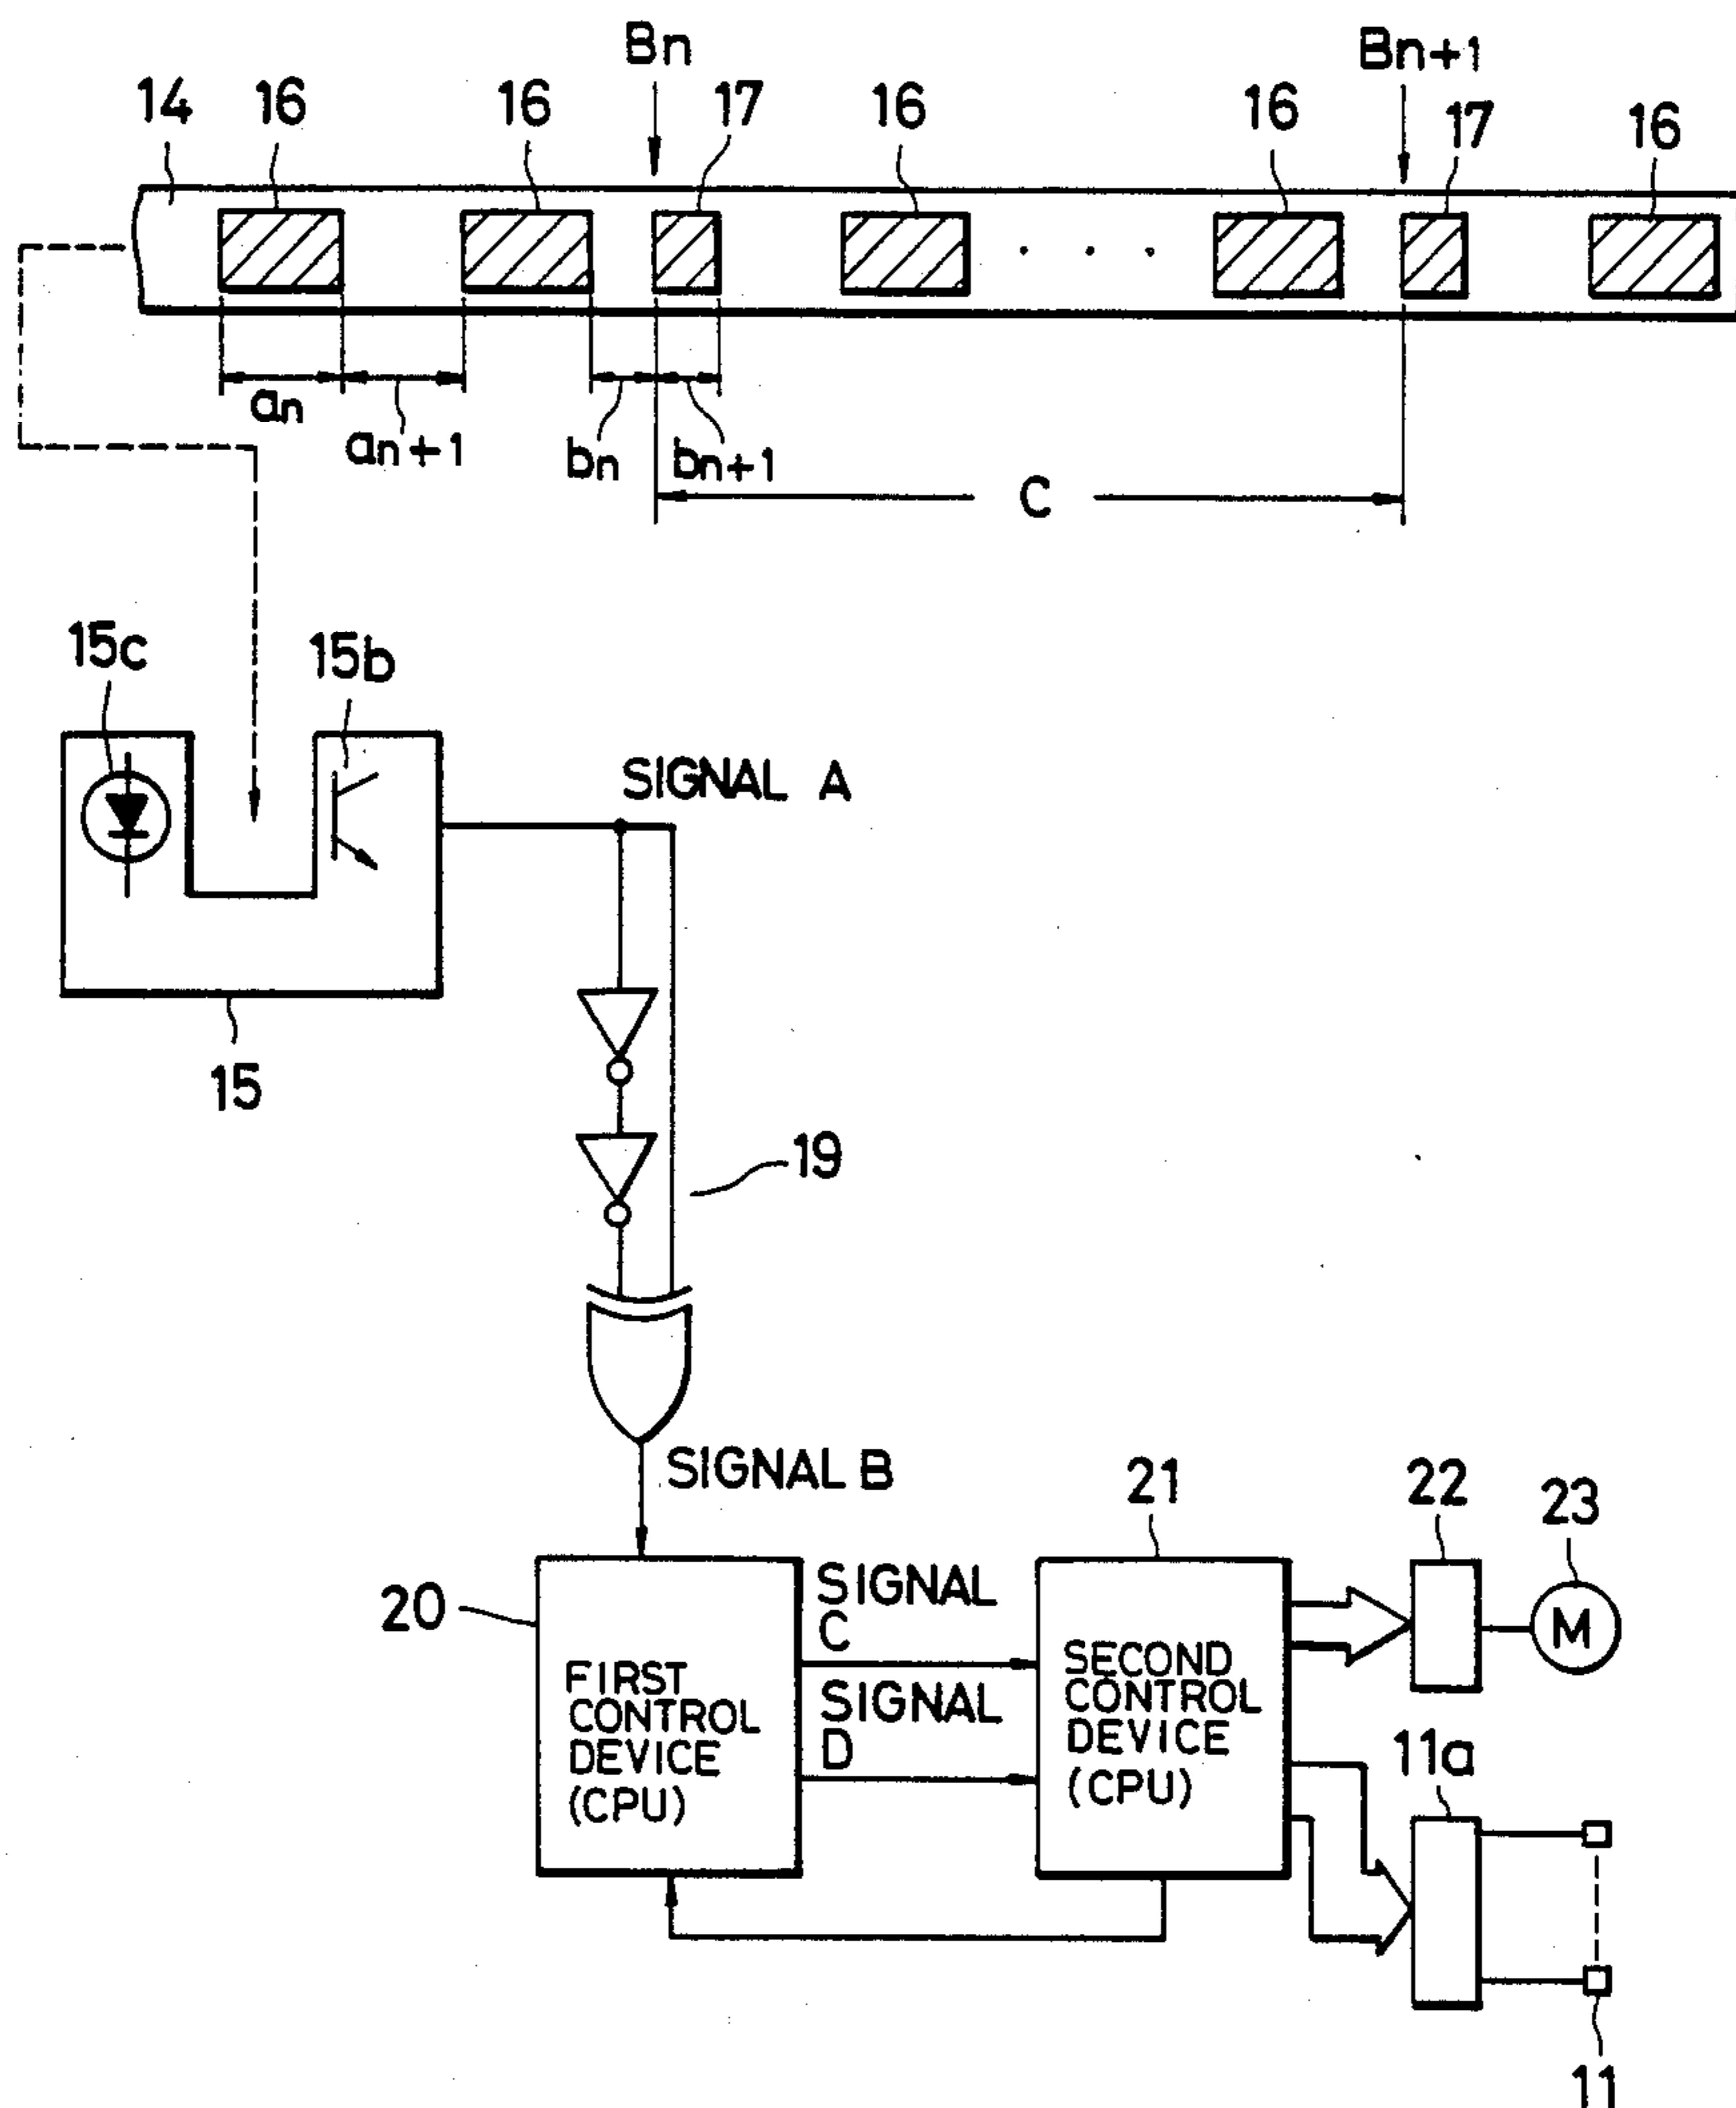 Bn
Bn+1
14
16
16
17
16
16
17
16
an
an+1
bn
bn+1
C
15c
15b
SIGNAL A
15
19
SIGNAL B
20
21
22
23
SIGNAL
C
SIGNAL
D
FIRST
CONTROL
DEVICE
(CPU)
SECOND
CONTROL
DEVICE
(CPU)
M
11a
11